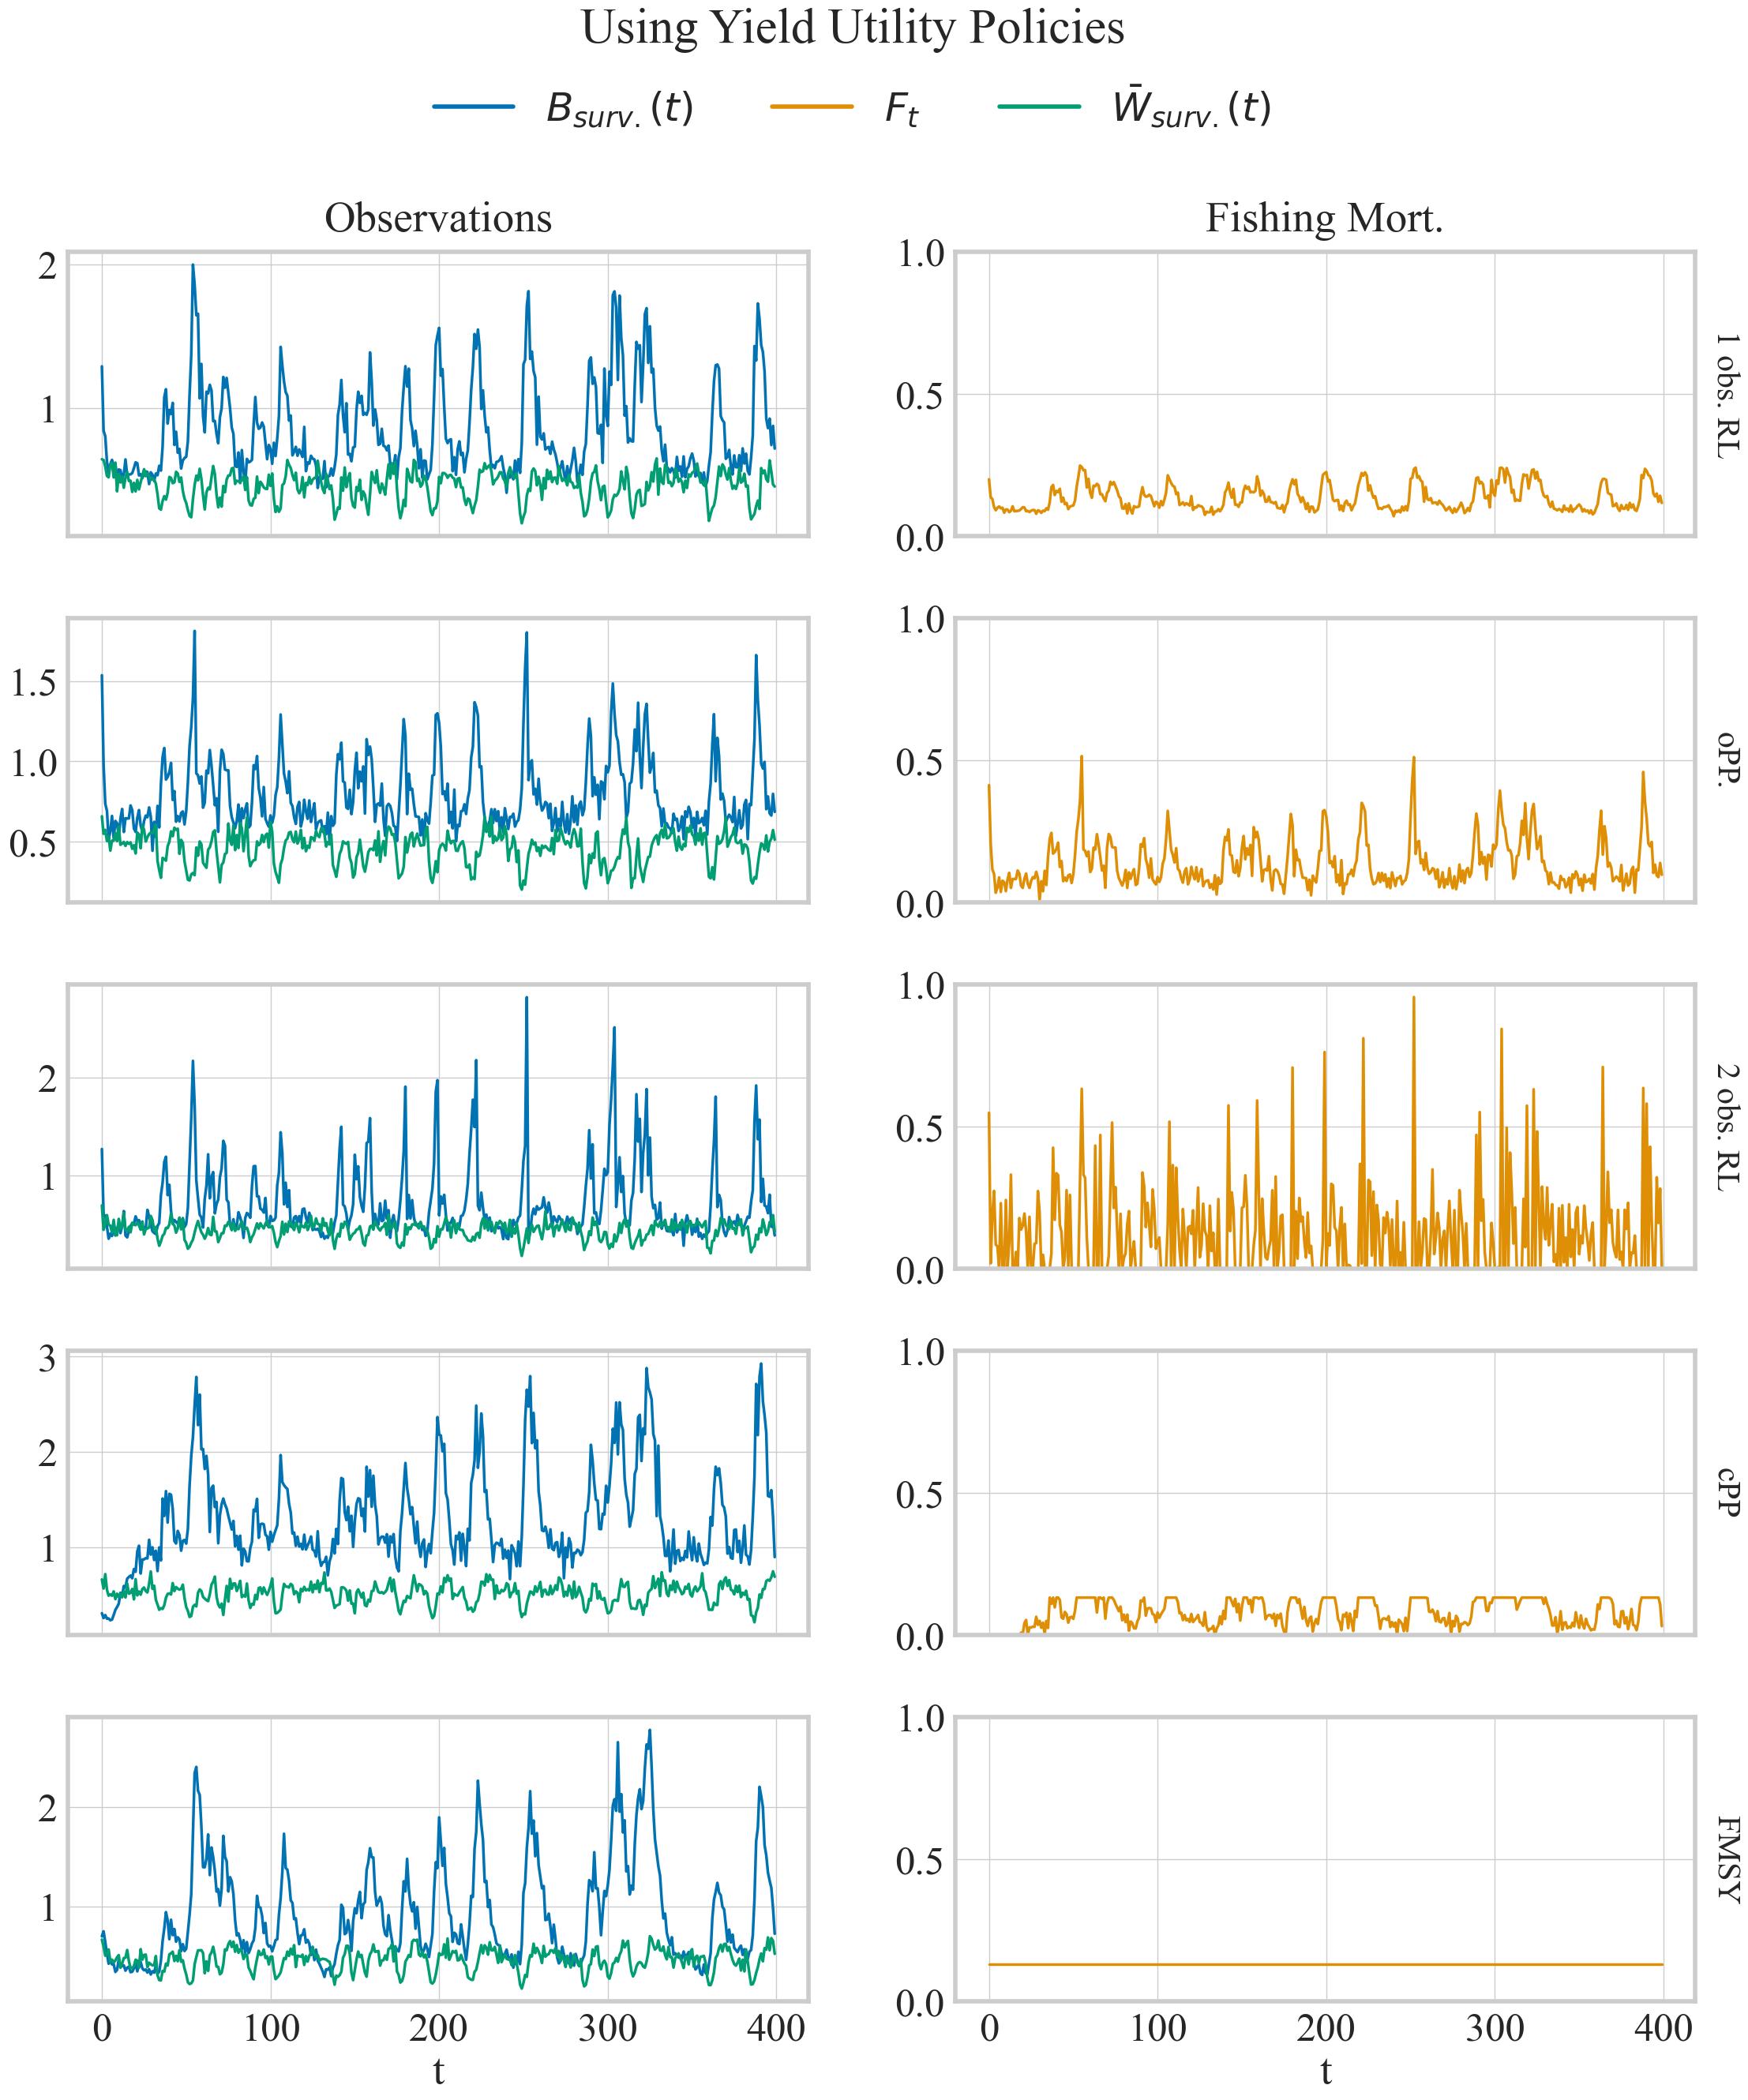 Using Yield Utility Policies
B_surv.(t) F_t W̄_surv.(t)
Observations
Fishing Mort.
2
1
1.0
0.5
0.0
1 obs. RL
1.5
1.0
0.5
1.0
0.5
0.0
oPP.
2
1
1.0
0.5
0.0
2 obs. RL
3
2
1
1.0
0.5
0.0
cPP
2
1
1.0
0.5
0.0
FMSY
0 100 200 300 400
0 100 200 300 400
t
t